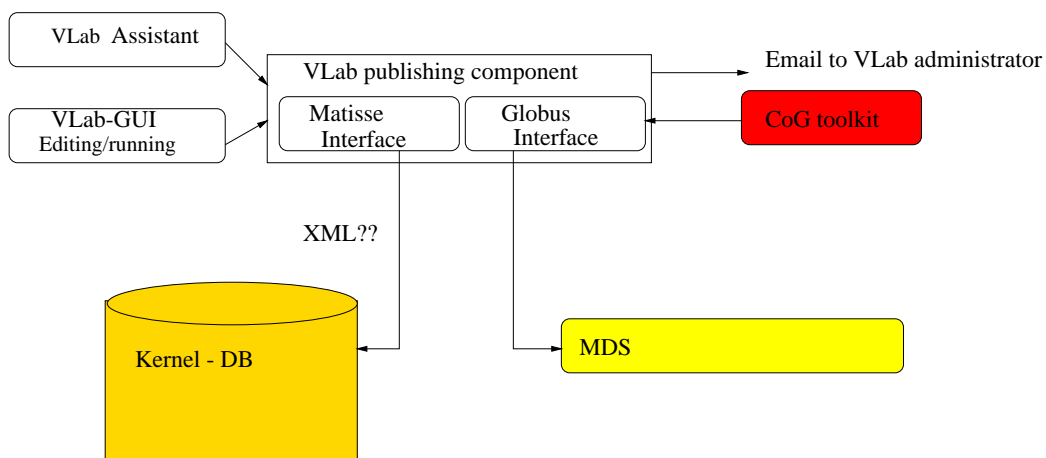 VLab Assistant
VLab-GUI
Editing/running
VLab publishing component
Matisse
Interface
Globus
Interface
Email to VLab administrator
CoG toolkit
XML??
Kernel - DB
MDS